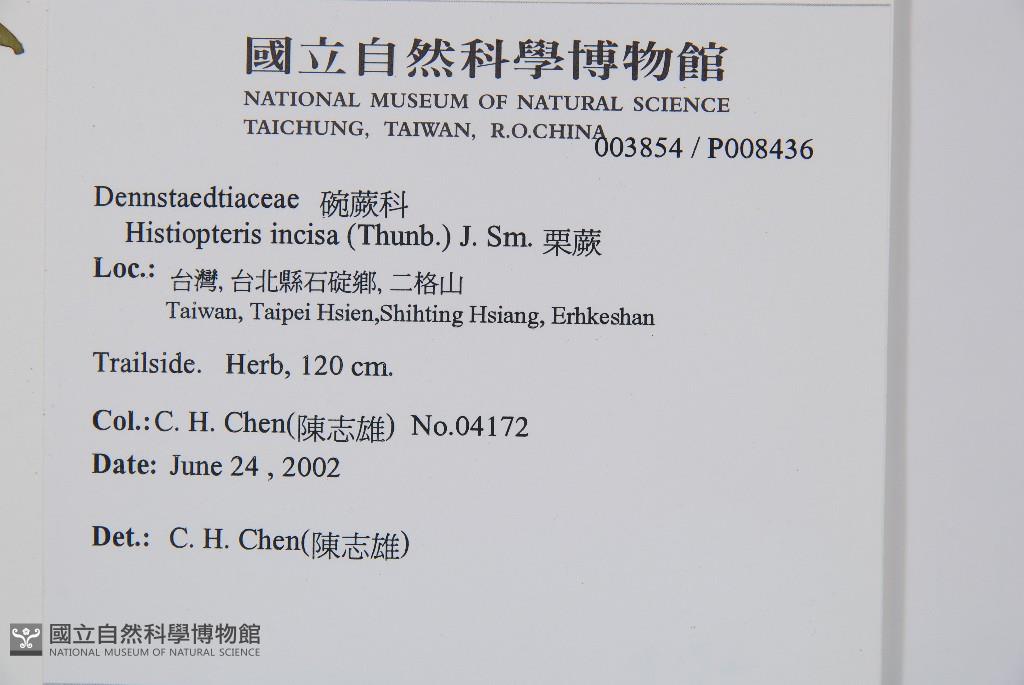 國立自然科學博物館
NATIONAL MUSEUM OF NATURAL SCIENCE
TAICHUNG, TAIWAN, R.O.CHINA
003854 / P008436
Dennstaedtiaceae 碗蕨科
Histiopteris incisa (Thunb.) J. Sm. 栗蕨
Loc.: 台灣, 台北縣石碇鄉, 二格山
Taiwan, Taipei Hsien,Shihting Hsiang, Erhkeshan
Trailside. Herb, 120 cm.
Col.: C. H. Chen(陳志雄) No.04172
Date: June 24 , 2002
Det.: C. H. Chen(陳志雄)
國立自然科學博物館
NATIONAL MUSEUM OF NATURAL SCIENCE